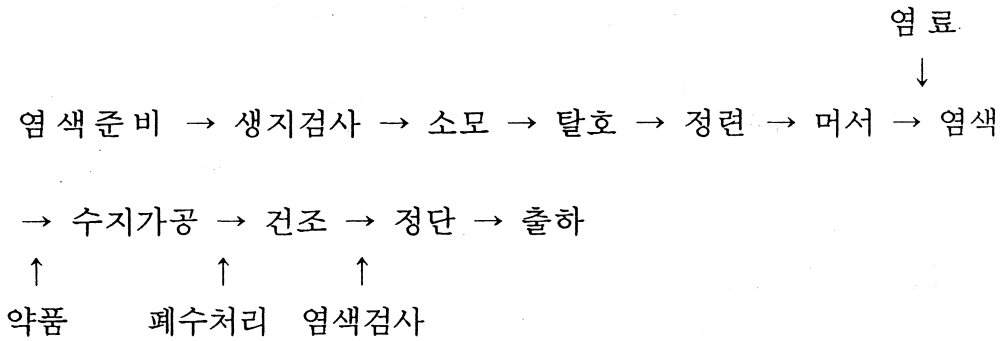 염 료
↓
염 색 준 비 → 생지검사 → 소모 → 탈호 → 정련 → 머서 → 염색
→ 수지가공 → 건조 → 정단 → 출하
↑ ↑ ↑
약품 폐수처리 염색검사